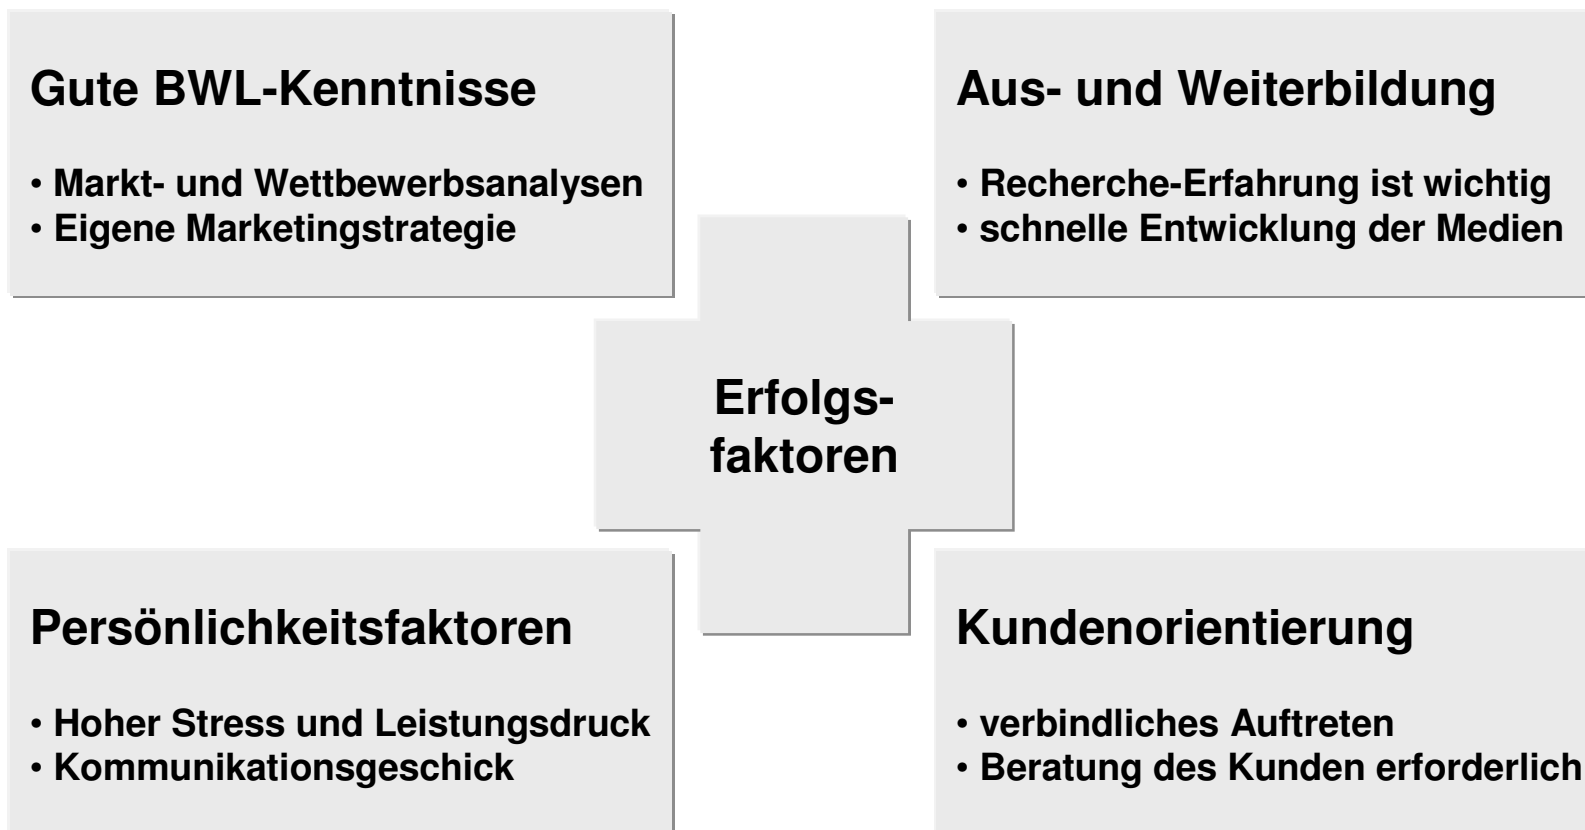 Gute BWL-Kenntnisse
• Markt- und Wettbewerbsanalysen
• Eigene Marketingstrategie
Aus- und Weiterbildung
• Recherche-Erfahrung ist wichtig
• schnelle Entwicklung der Medien
Erfolgs-
faktoren
Persönlichkeitsfaktoren
• Hoher Stress und Leistungsdruck
• Kommunikationsgeschick
Kundenorientierung
• verbindliches Auftreten
• Beratung des Kunden erforderlich